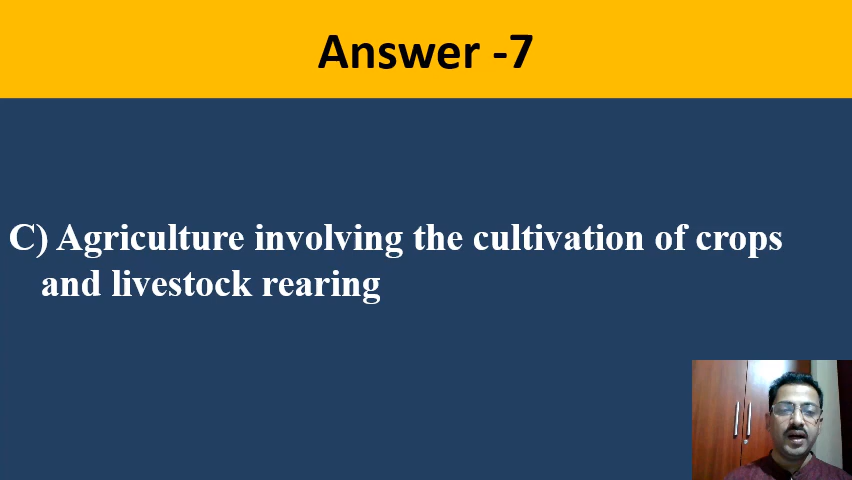 Answer -7
C) Agriculture involving the cultivation of crops
and livestock rearing